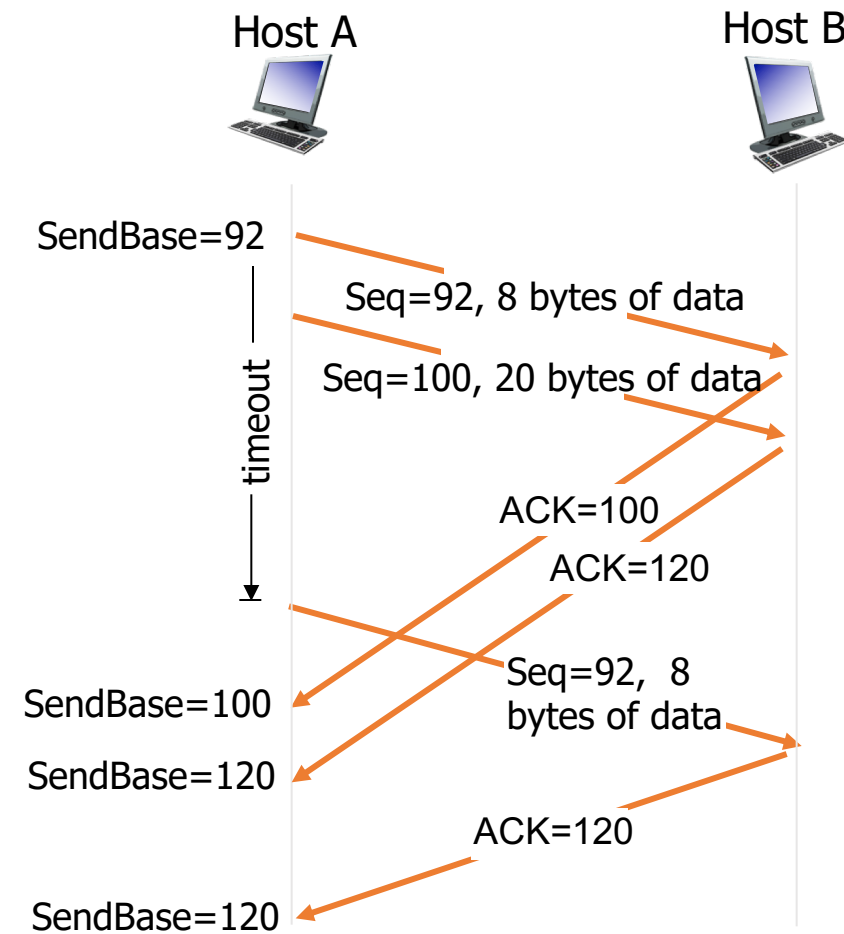 Host A
Host B
SendBase=92
Seq=92, 8 bytes of data
Seq=100, 20 bytes of data
timeout
ACK=100
ACK=120
Seq=92, 8
bytes of data
SendBase=100
SendBase=120
ACK=120
SendBase=120